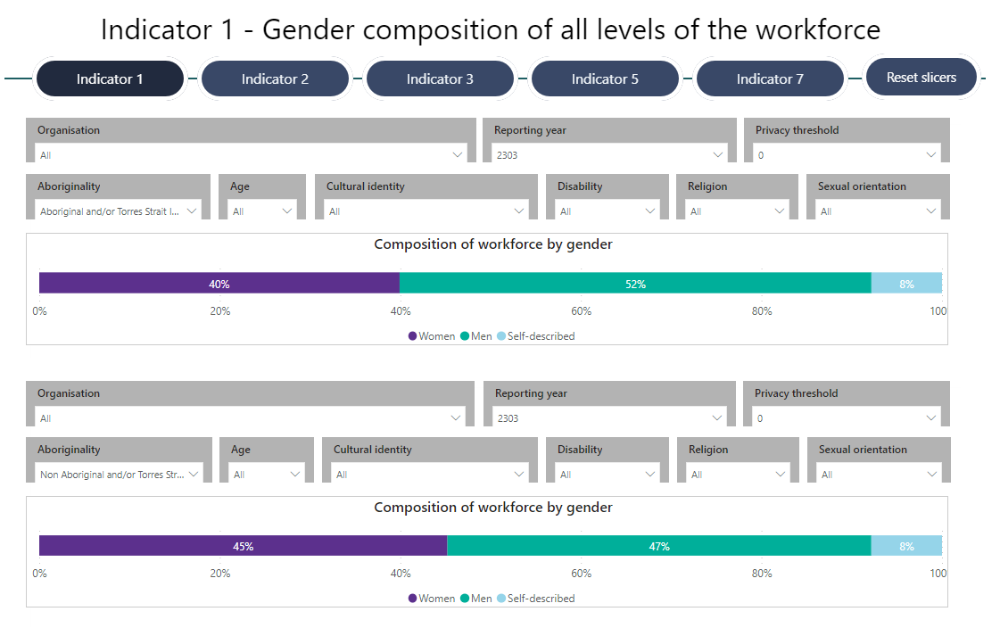 Indicator 1 - Gender composition of all levels of the workforce
Indicator 1 Indicator 2 Indicator 3 Indicator 5 Indicator 7 Reset slicers
Organisation Reporting year Privacy threshold
All 2303 0
Aboriginality Age Cultural identity Disability Religion Sexual orientation
Aboriginal and/or Torres Strait I... All All All All All
Composition of workforce by gender
40% 52% 8%
0% 20% 40% 60% 80% 100
Women Men Self-described
Organisation Reporting year Privacy threshold
All 2303 0
Aboriginality Age Cultural identity Disability Religion Sexual orientation
Non Aboriginal and/or Torres Str... All All All All All
Composition of workforce by gender
45% 47% 8%
0% 20% 40% 60% 80% 100
Women Men Self-described